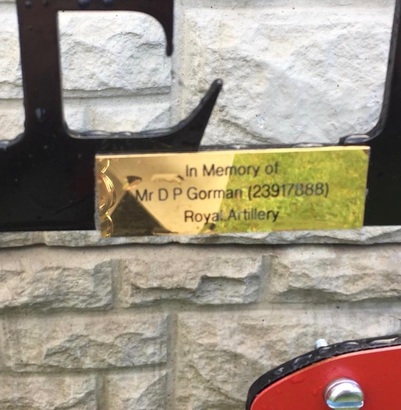 E
In Memory of
Mr D P Gorman (23917888)
Royal Artillery